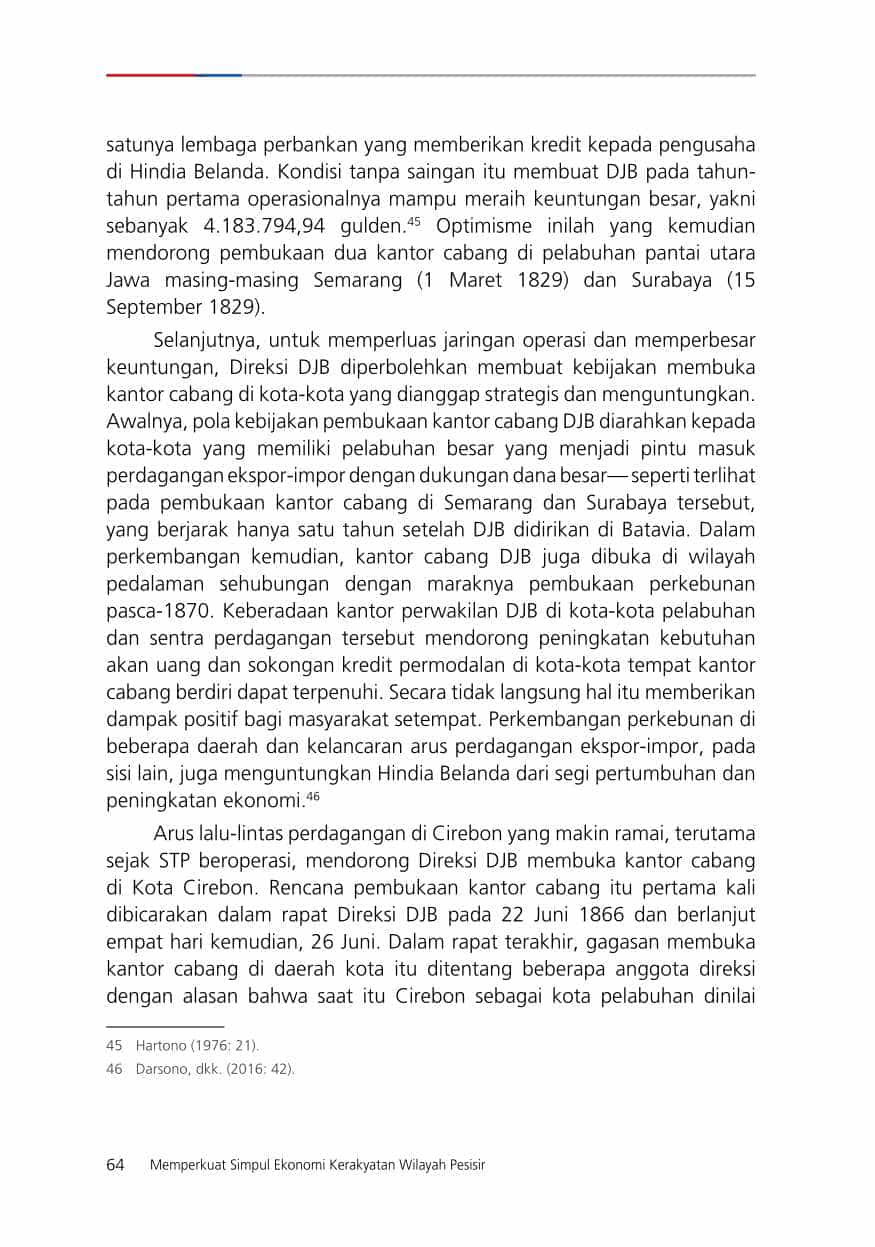 satunya lembaga perbankan yang memberikan kredit kepada pengusaha
di Hindia Belanda. Kondisi tanpa saingan itu membuat DJB pada tahun-
tahun pertama operasionalnya mampu meraih keuntungan besar, yakni
sebanyak 4.183.794,94 gulden.45 Optimisme inilah yang kemudian
mendorong pembukaan dua kantor cabang di pelabuhan pantai utara
Jawa masing-masing Semarang (1 Maret 1829) dan Surabaya (15
September 1829).
Selanjutnya, untuk memperluas jaringan operasi dan memperbesar
keuntungan, Direksi DJB diperbolehkan membuat kebijakan membuka
kantor cabang di kota-kota yang dianggap strategis dan menguntungkan.
Awalnya, pola kebijakan pembukaan kantor cabang DJB diarahkan kepada
kota-kota yang memiliki pelabuhan besar yang menjadi pintu masuk
perdagangan ekspor-impor dengan dukungan dana besar— seperti terlihat
pada pembukaan kantor cabang di Semarang dan Surabaya tersebut,
yang berjarak hanya satu tahun setelah DJB didirikan di Batavia. Dalam
perkembangan kemudian, kantor cabang DJB juga dibuka di wilayah
pedalaman sehubungan dengan maraknya pembukaan perkebunan
pasca-1870. Keberadaan kantor perwakilan DJB di kota-kota pelabuhan
dan sentra perdagangan tersebut mendorong peningkatan kebutuhan
akan uang dan sokongan kredit permodalan di kota-kota tempat kantor
cabang berdiri dapat terpenuhi. Secara tidak langsung hal itu memberikan
dampak positif bagi masyarakat setempat. Perkembangan perkebunan di
beberapa daerah dan kelancaran arus perdagangan ekspor-impor, pada
sisi lain, juga menguntungkan Hindia Belanda dari segi pertumbuhan dan
peningkatan ekonomi.46
Arus lalu-lintas perdagangan di Cirebon yang makin ramai, terutama
sejak STP beroperasi, mendorong Direksi DJB membuka kantor cabang
di Kota Cirebon. Rencana pembukaan kantor cabang itu pertama kali
dibicarakan dalam rapat Direksi DJB pada 22 Juni 1866 dan berlanjut
empat hari kemudian, 26 Juni. Dalam rapat terakhir, gagasan membuka
kantor cabang di daerah kota itu ditentang beberapa anggota direksi
dengan alasan bahwa saat itu Cirebon sebagai kota pelabuhan dinilai
45 Hartono (1976: 21).
46 Darsono, dkk. (2016: 42).
64 Memperkuat Simpul Ekonomi Kerakyatan Wilayah Pesisir